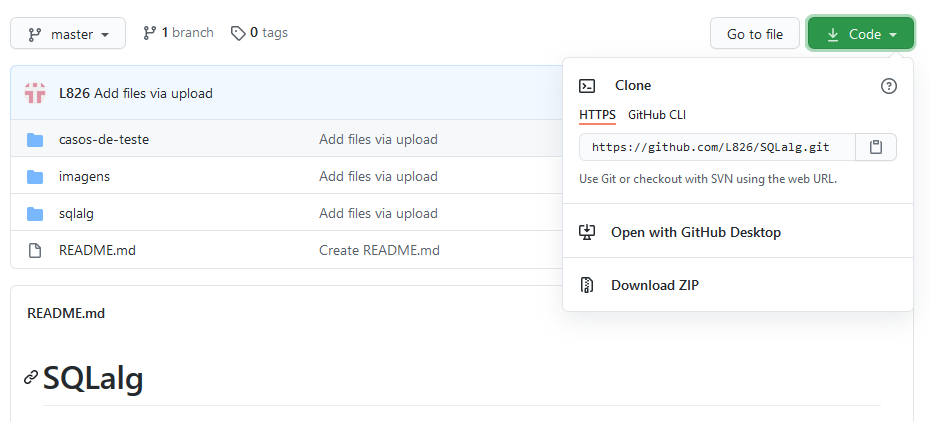 master 1 branch 0 tags Go to file Code
L826 Add files via upload
casos-de-teste Add files via upload
imagens Add files via upload
sqlalg Add files via upload
README.md Create README.md
Clone
HTTPS GitHub CLI
https://github.com/L826/SQLalg.git
Use Git or checkout with SVN using the web URL.
Open with GitHub Desktop
Download ZIP
README.md
SQLalg